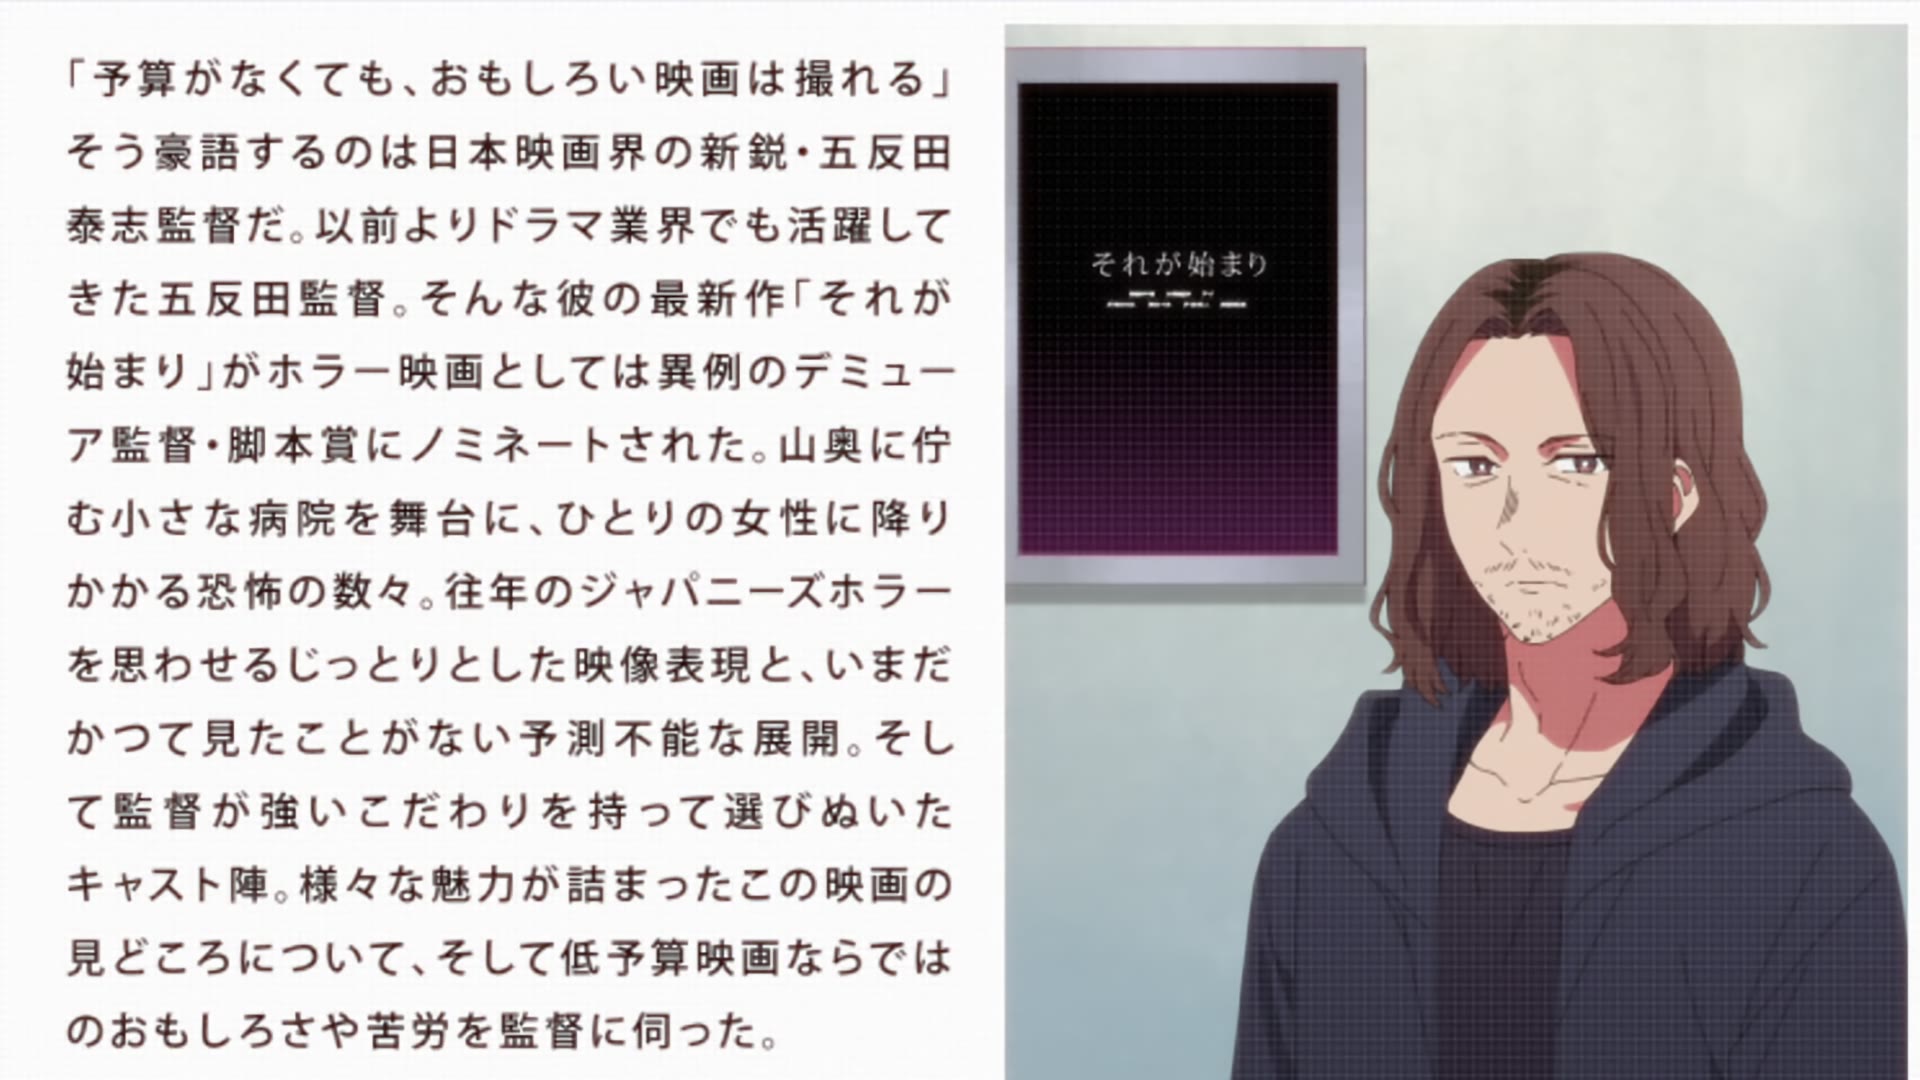 「予算がなくても、おもしろい映画は撮れる」
そう豪語するのは日本映画界の新鋭・五反田
泰志監督だ。以前よりドラマ業界でも活躍して
きた五反田監督。そんな彼の最新作「それが
始まり」がホラー映画としては異例のデミュー
ア監督・脚本賞にノミネートされた。山奥に佇
む小さな病院を舞台に、ひとりの女性に降り
かかる恐怖の数々。往年のジャパニーズホラー
を思わせるじっとりとした映像表現と、いまだ
かつて見たことがない予測不能な展開。そし
て監督が強いこだわりを持って選びぬいた
キャスト陣。様々な魅力が詰まったこの映画の
見どころについて、そして低予算映画ならでは
のおもしろさや苦労を監督に伺った。
それが始まり